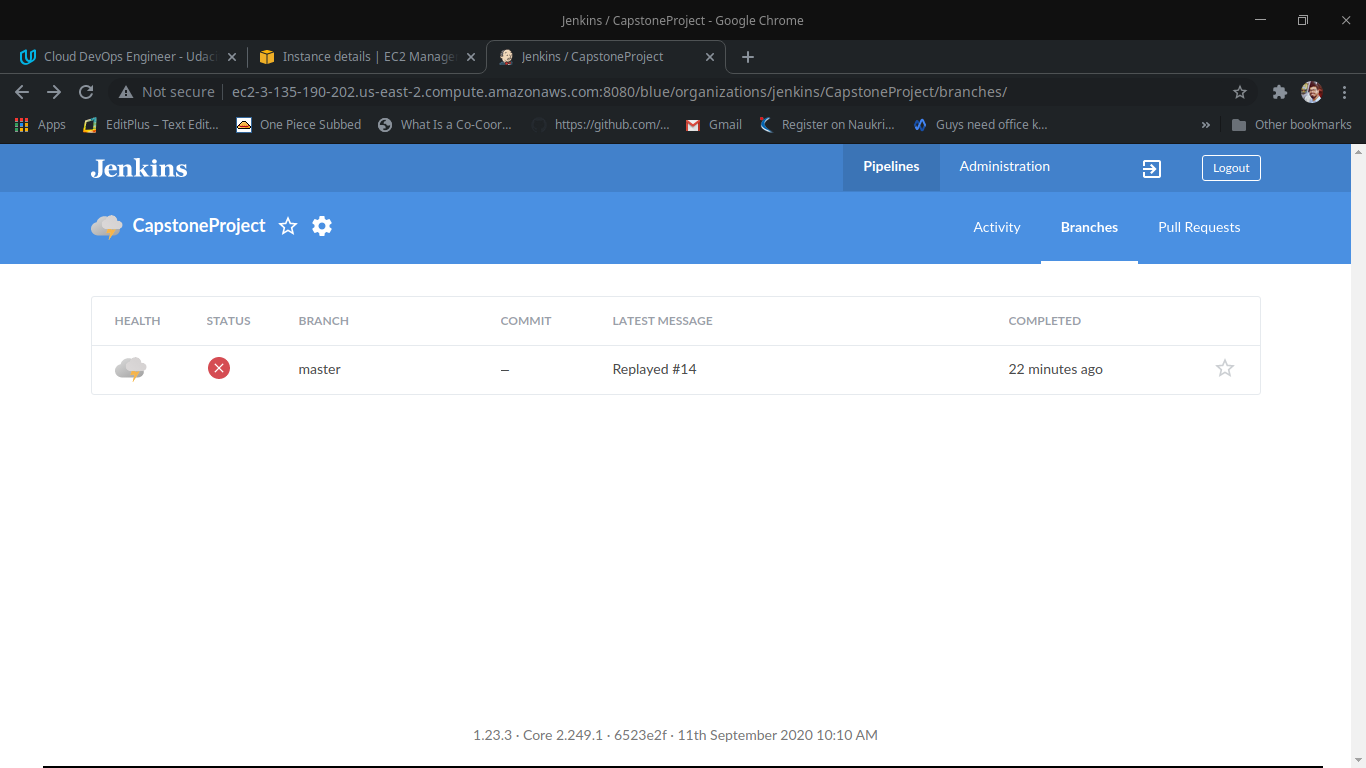 Jenkins / CapstoneProject - Google Chrome
Cloud DevOps Engineer - Udac
Instance details | EC2 Manage
Jenkins / CapstoneProject
Not secure
ec2-3-135-190-202.us-east-2.compute.amazonaws.com:8080/blue/organizations/jenkins/CapstoneProject/branches/
Apps
EditPlus – Text Edit...
One Piece Subbed
What Is a Co-Coor...
https://github.com/...
Gmail
Register on Naukri...
Guys need office k...
»
Other bookmarks
Jenkins
Pipelines
Administration
Logout
CapstoneProject
Activity
Branches
Pull Requests
HEALTH STATUS BRANCH COMMIT LATEST MESSAGE COMPLETED
master – Replayed #14 22 minutes ago
1.23.3 · Core 2.249.1 · 6523e2f · 11th September 2020 10:10 AM